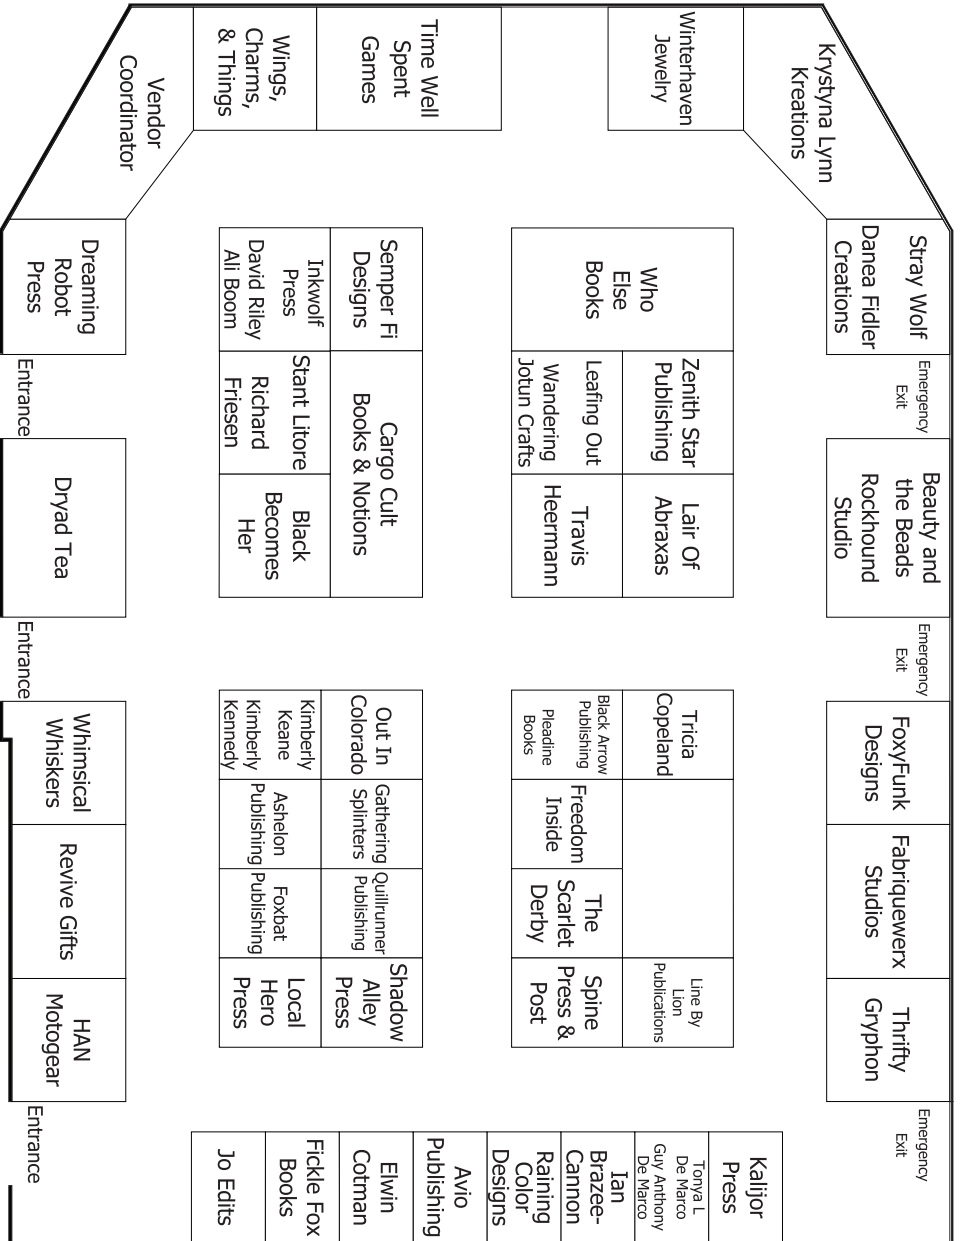 Vendor
Coordinator
Wings,
Charms,
& Things
Time Well
Spent
Games
Winterhaven
Jewelry
Krystyna Lynn
Kreations
Dreaming
Robot
Press
Entrance
Dryad Tea
Entrance
Whimsical
Whiskers
Revive Gifts
HAN
Motogear
Entrance
Semper Fi
Designs
Inkwolf
Press
David Riley
Ali Boom
Cargo Cult
Books & Notions
Stant Litore
Richard
Friesen
Black
Becomes
Her
Who
Else
Books
Zenith Star
Publishing
Leafing Out
Wandering
Jotun Crafts
Lair Of
Abraxas
Travis
Heermann
Stray Wolf
Danea Fidler
Creations
Emergency
Exit
Beauty and
the Beads
Rockhound
Studio
Emergency
Exit
FoxyFunk
Designs
Fabriquewerx
Studios
Thrifty
Gryphon
Emergency
Exit
Out In
Colorado
Kimberly
Keane
Kimberly
Kennedy
Gathering
Splinters
Ashelon
Publishing
Quillrunner
Publishing
Foxbat
Publishing
Shadow
Alley
Press
Local
Hero
Press
Tricia
Copeland
Black Arrow
Publishing
Pleadine
Books
Freedom
Inside
The
Scarlet
Derby
Line By
Lion
Publications
Spine
Press &
Post
Jo Edits
Fickle Fox
Books
Elwin
Cotman
Avio
Publishing
Raining
Color
Designs
Ian
Brazee-
Cannon
Tonya L
De Marco
Guy Anthony
De Marco
Kalijor
Press